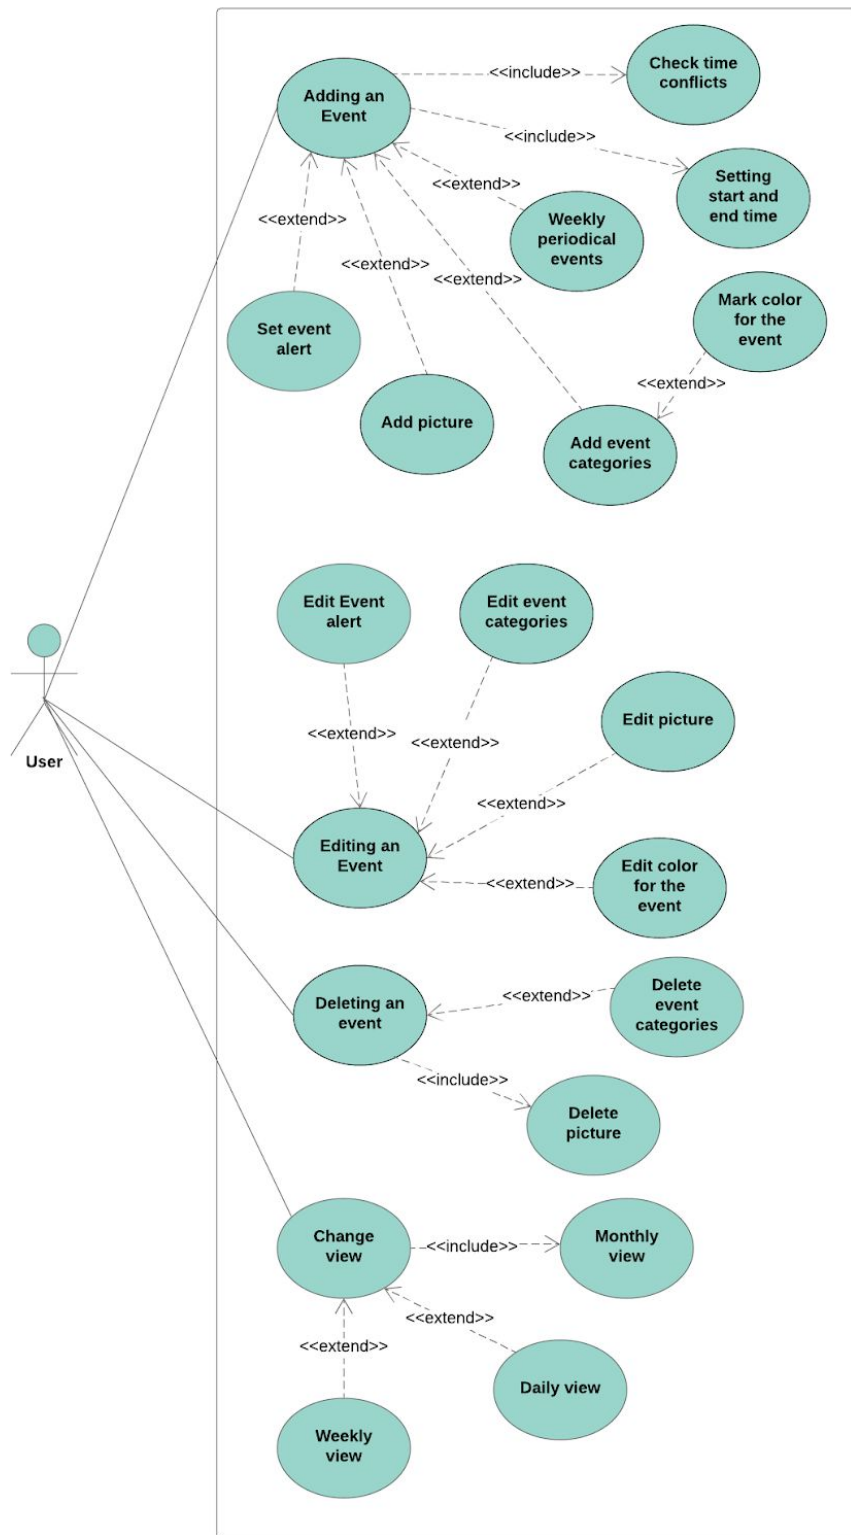 <<include>>
Check time
conflicts
Adding an
Event
<<include>>
Setting
start and
end time
<<extend>>
<<extend>>
Weekly
periodical
events
<<extend>>
<<extend>>
Mark color
for the
event
Set event
alert
<<extend>>
Add picture
Add event
categories
Edit Event
alert
Edit event
categories
Edit picture
<<extend>>
<<extend>>
User
<<extend>>
Editing an
Event
Edit color
for the
event
<<extend>>
Deleting an
event
<<extend>>
Delete
event
categories
<<include>>
Delete
picture
Change
view
<<include>>
Monthly
view
<<extend>>
<<extend>>
Daily view
Weekly
view